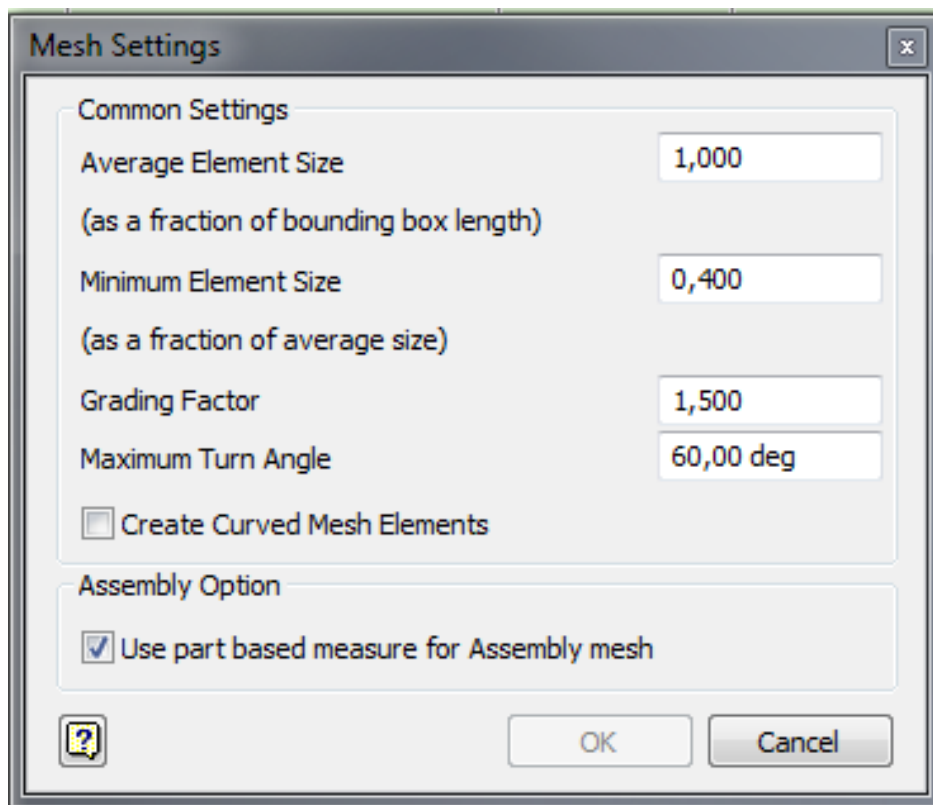 Mesh Settings
x
Common Settings
Average Element Size 1,000
(as a fraction of bounding box length)
Minimum Element Size 0,400
(as a fraction of average size)
Grading Factor 1,500
Maximum Turn Angle 60,00 deg
Create Curved Mesh Elements
Assembly Option
Use part based measure for Assembly mesh
? OK Cancel